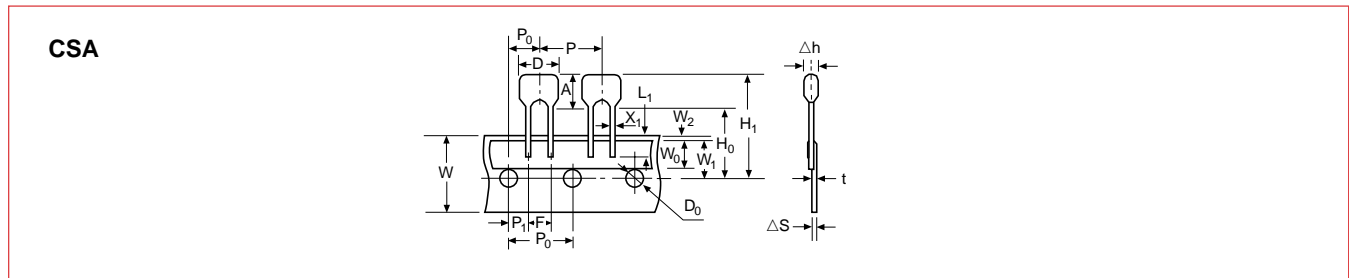 CSA
P₀ P
D
A
L₁
X₁
W₂
H₀
H₁
W
W₀
W₁
D₀
P₁ F
P₀
△h
t
△S